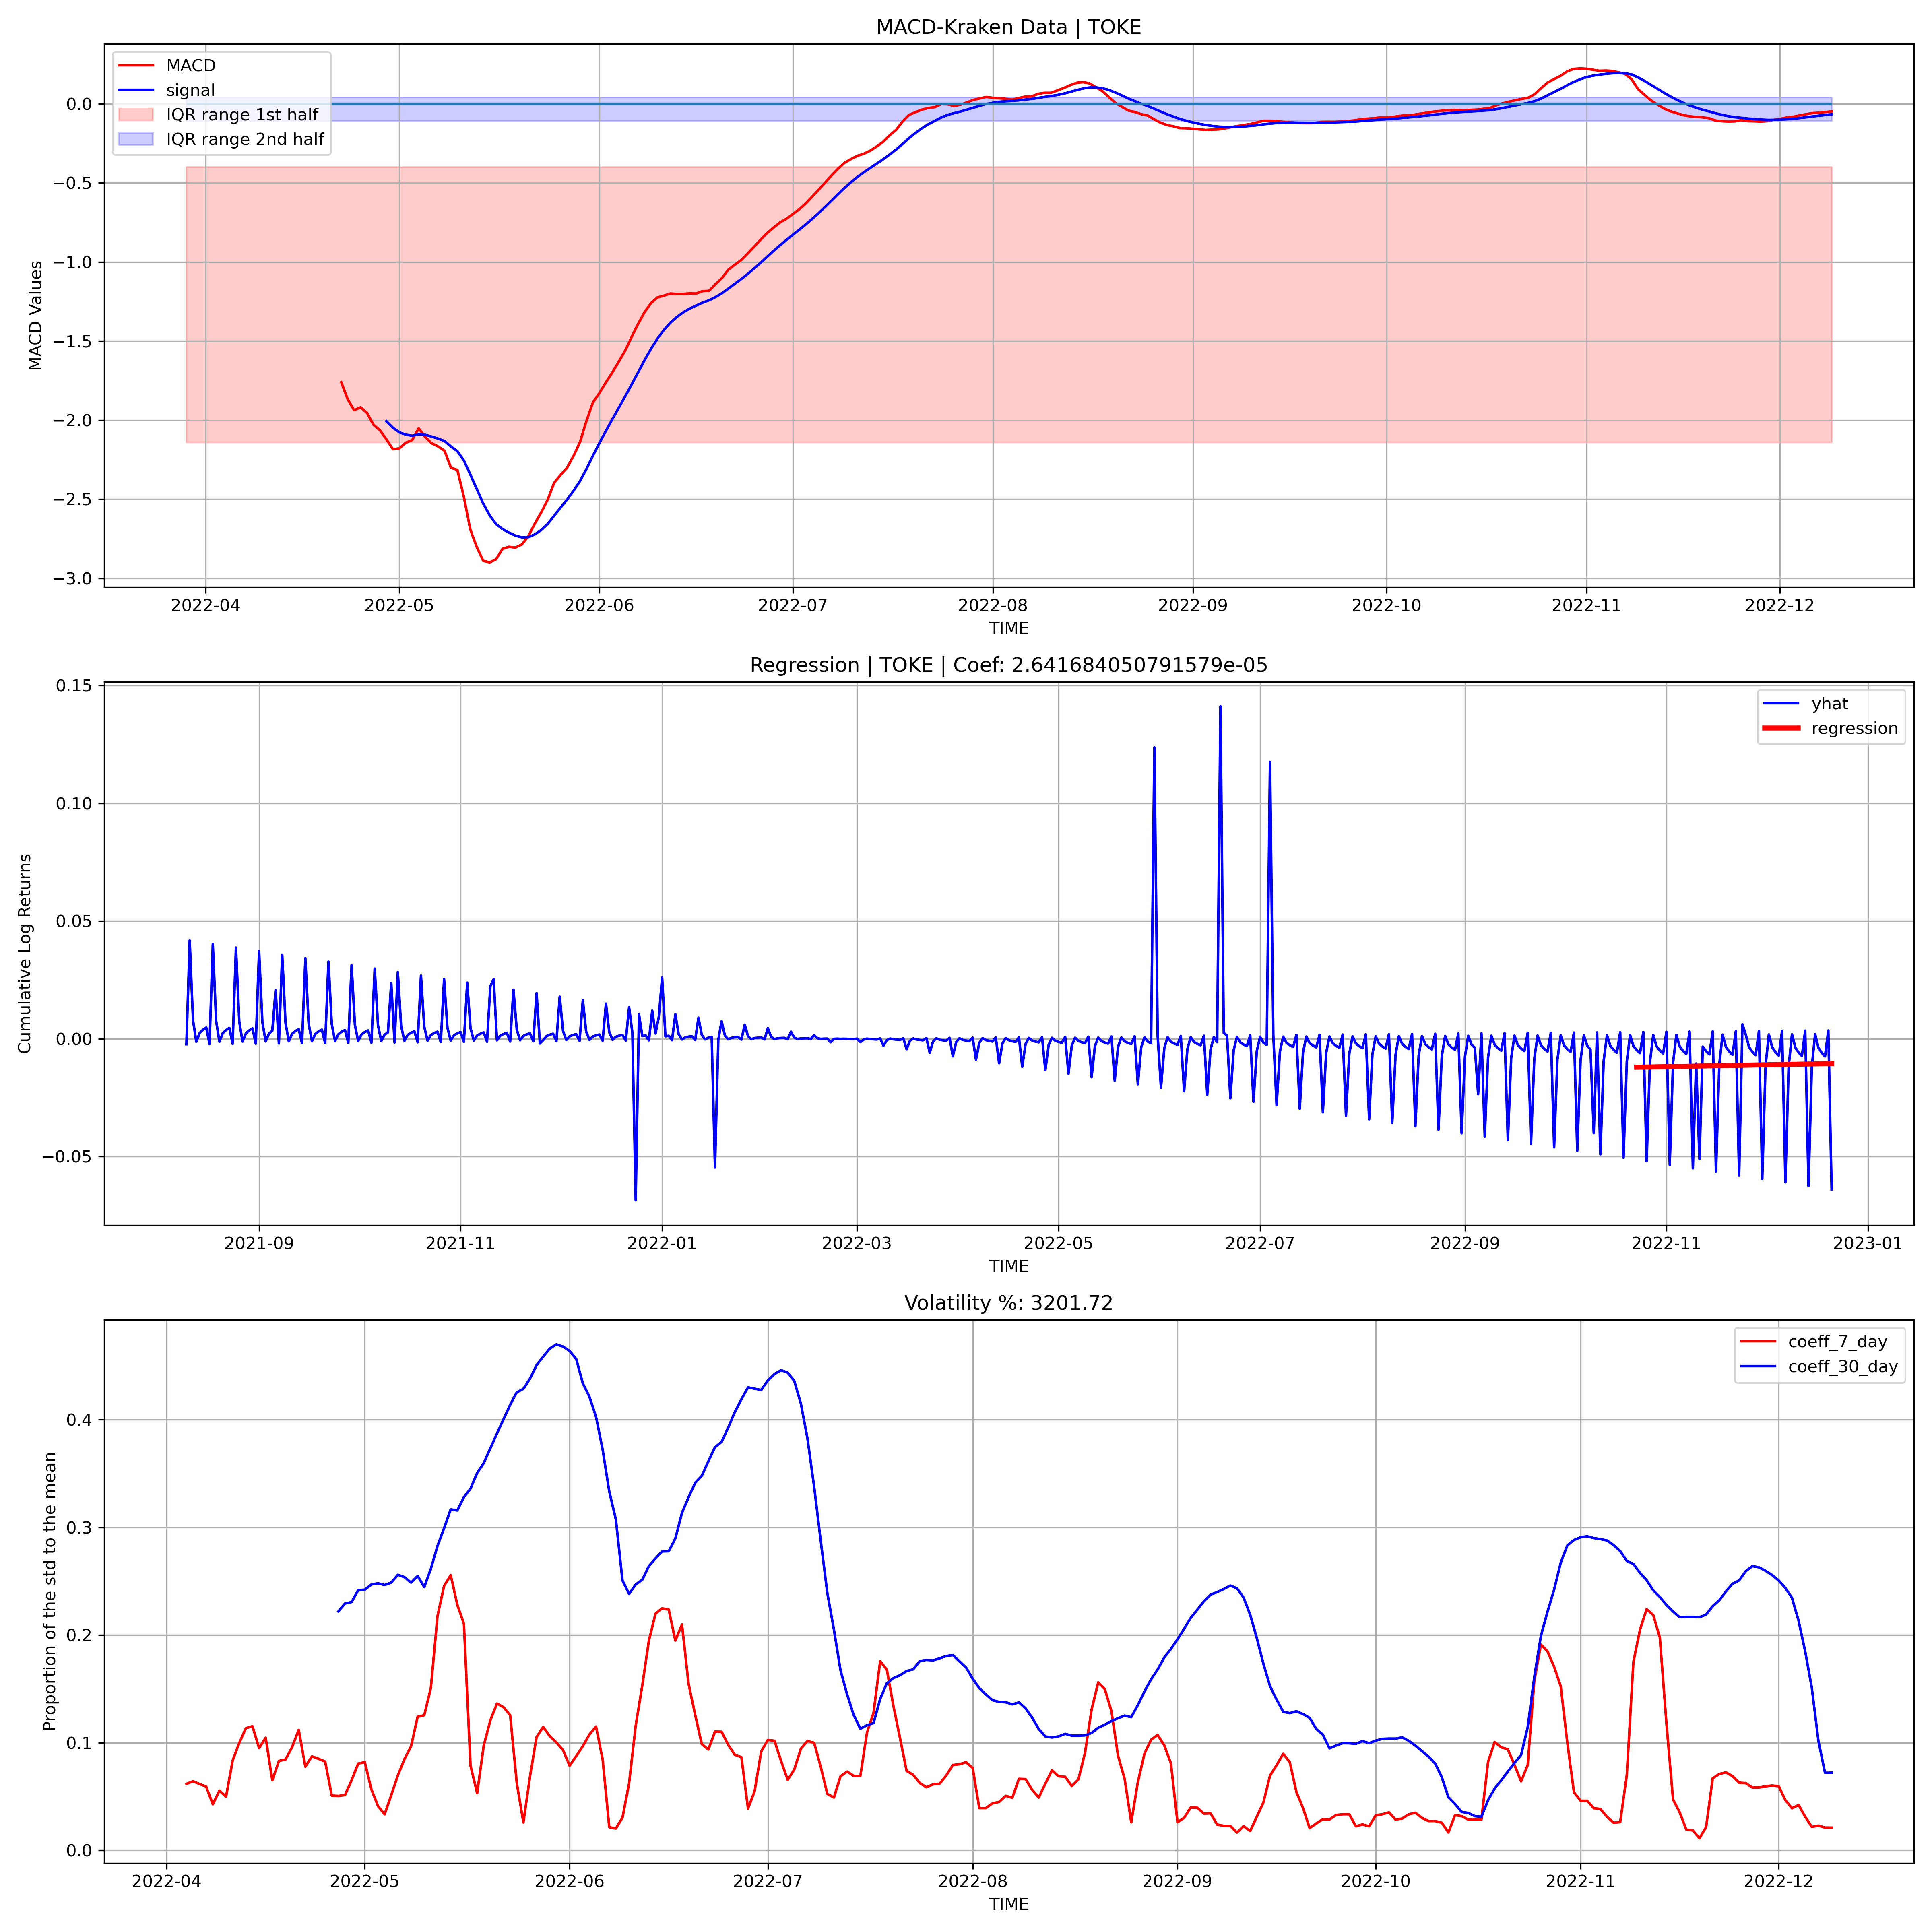 MACD-Kraken Data | TOKE
MACD
signal
IQR range 1st half
IQR range 2nd half
MACD Values
0.0
−0.5
−1.0
−1.5
−2.0
−2.5
−3.0
2022-04 2022-05 2022-06 2022-07 2022-08 2022-09 2022-10 2022-11 2022-12
TIME
Regression | TOKE | Coef: 2.641684050791579e-05
yhat
regression
Cumulative Log Returns
0.15
0.10
0.05
0.00
−0.05
2021-09 2021-11 2022-01 2022-03 2022-05 2022-07 2022-09 2022-11 2023-01
TIME
Volatility %: 3201.72
coeff_7_day
coeff_30_day
Proportion of the std to the mean
0.4
0.3
0.2
0.1
0.0
2022-04 2022-05 2022-06 2022-07 2022-08 2022-09 2022-10 2022-11 2022-12
TIME